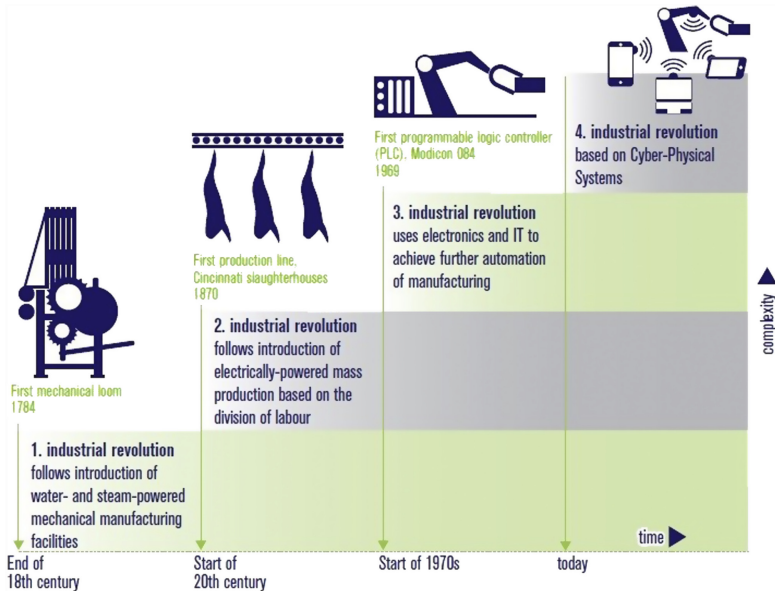 First mechanical loom
1784
1. industrial revolution
follows introduction of
water- and steam-powered
mechanical manufacturing
facilities
End of
18th century
First production line,
Cincinnati slaughterhouses
1870
2. industrial revolution
follows introduction of
electrically-powered mass
production based on the
division of labour
Start of
20th century
First programmable logic controller
(PLC), Modicon 084
1969
3. industrial revolution
uses electronics and IT to
achieve further automation
of manufacturing
Start of 1970s
4. industrial revolution
based on Cyber-Physical
Systems
today
time
complexity